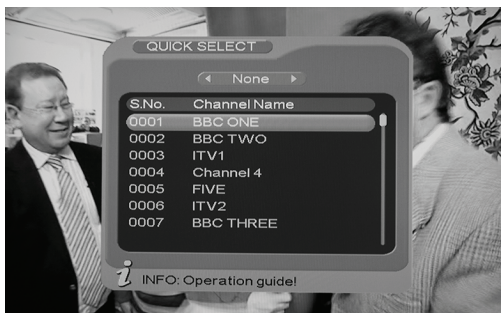 QUICK SELECT
None
S.No. Channel Name
0001 BBC ONE
0002 BBC TWO
0003 ITV1
0004 Channel 4
0005 FIVE
0006 ITV2
0007 BBC THREE
i INFO: Operation guide!